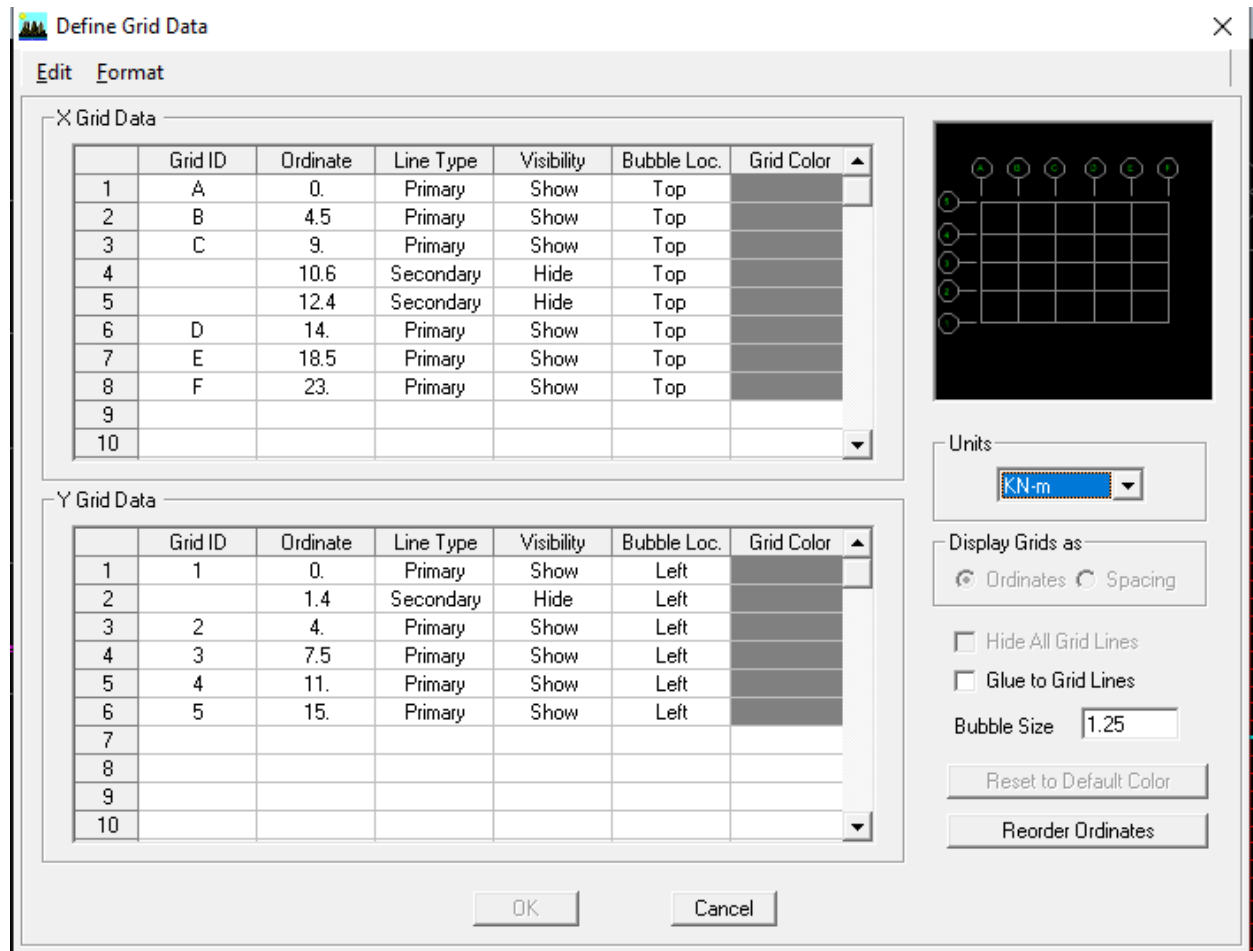 Define Grid Data
Edit Format
X Grid Data
Grid ID Ordinate Line Type Visibility Bubble Loc. Grid Color
1 A 0. Primary Show Top
2 B 4.5 Primary Show Top
3 C 9. Primary Show Top
4 10.6 Secondary Hide Top
5 12.4 Secondary Hide Top
6 D 14. Primary Show Top
7 E 18.5 Primary Show Top
8 F 23. Primary Show Top
9
10
A B C D E F
5
4
3
2
1
Units
KN-m
Y Grid Data
Grid ID Ordinate Line Type Visibility Bubble Loc. Grid Color
1 1 0. Primary Show Left
2 1.4 Secondary Hide Left
3 2 4. Primary Show Left
4 3 7.5 Primary Show Left
5 4 11. Primary Show Left
6 5 15. Primary Show Left
7
8
9
10
Display Grids as
Ordinates Spacing
Hide All Grid Lines
Glue to Grid Lines
Bubble Size 1.25
Reset to Default Color
Reorder Ordinates
OK Cancel